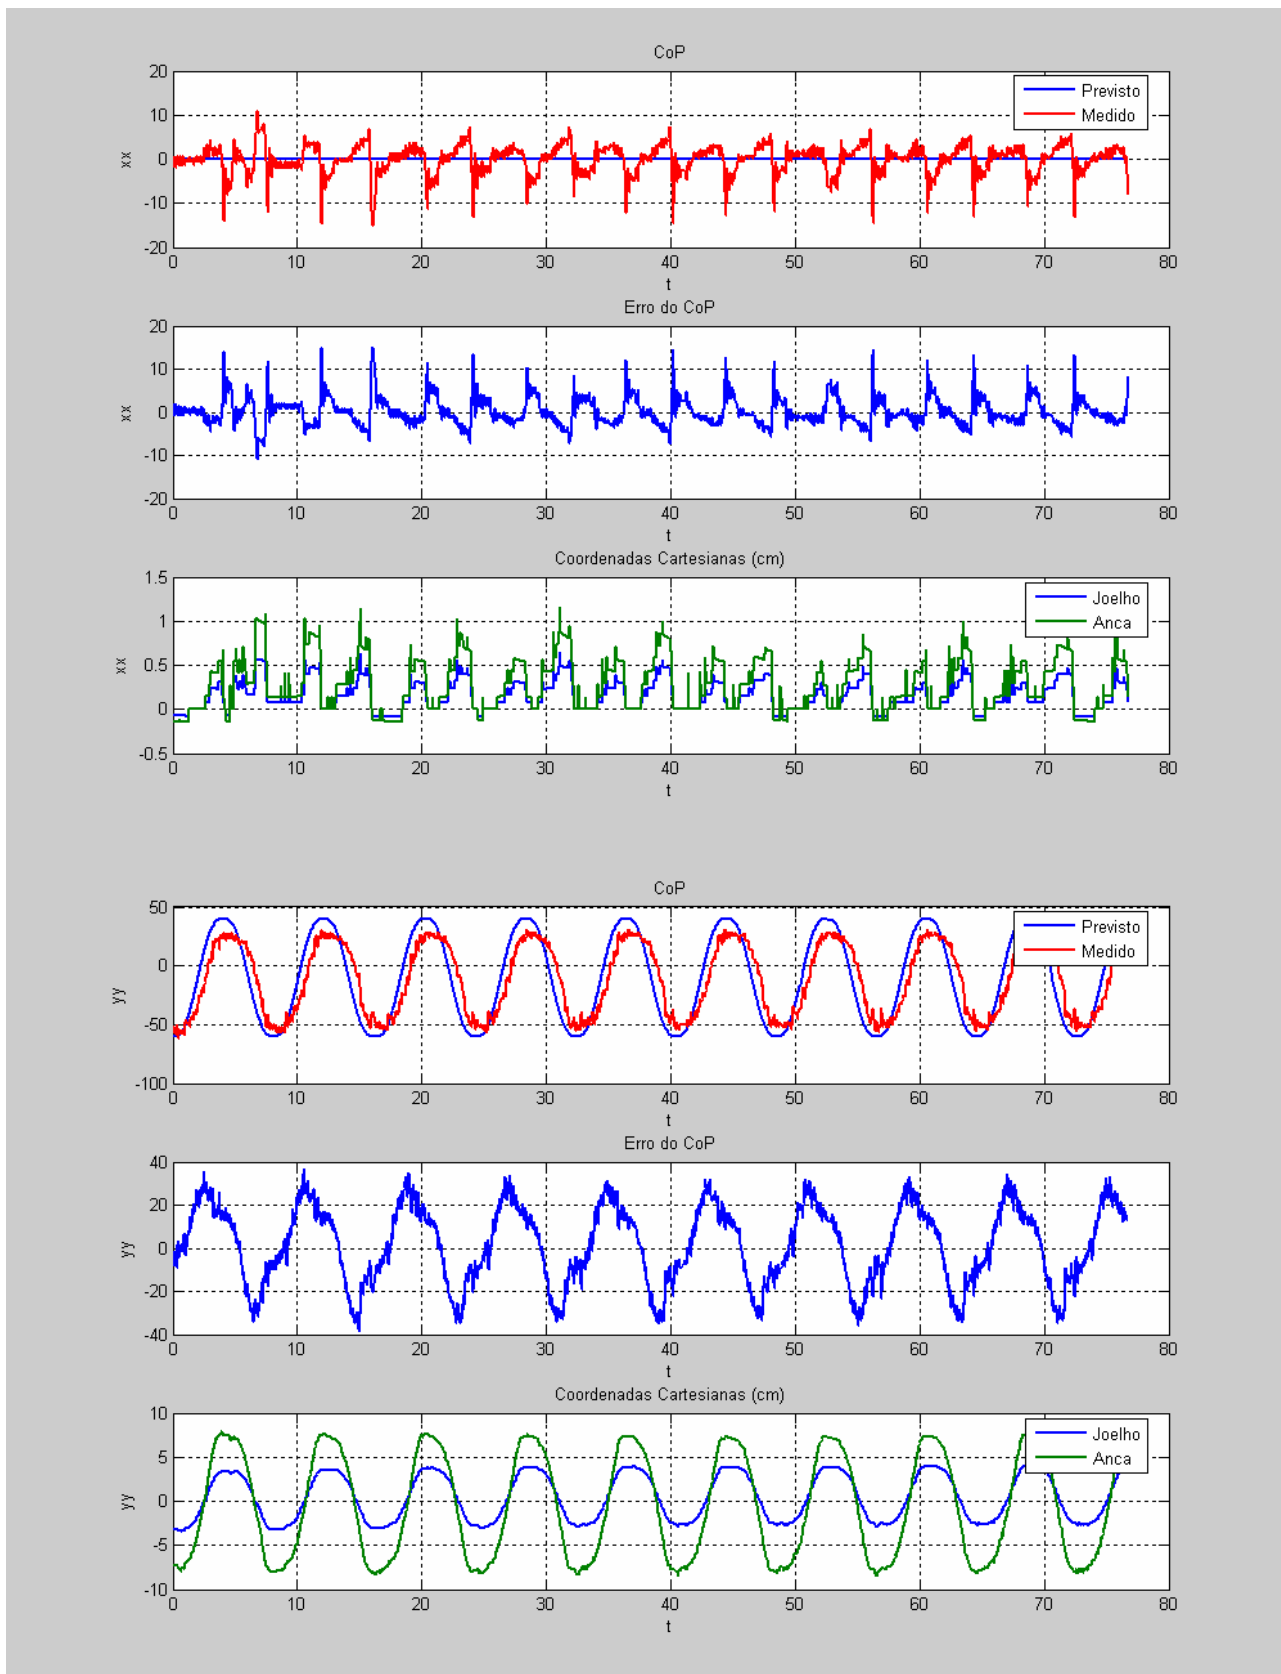 CoP
20
10
0
-10
-20
xx
Previsto
Medido
0 10 20 30 40 50 60 70 80
t
Erro do CoP
20
10
0
-10
-20
xx
0 10 20 30 40 50 60 70 80
t
Coordenadas Cartesianas (cm)
1.5
1
0.5
0
-0.5
xx
Joelho
Anca
0 10 20 30 40 50 60 70 80
t
CoP
50
0
-50
-100
yy
Previsto
Medido
0 10 20 30 40 50 60 70 80
t
Erro do CoP
40
20
0
-20
-40
yy
0 10 20 30 40 50 60 70 80
t
Coordenadas Cartesianas (cm)
10
5
0
-5
-10
yy
Joelho
Anca
0 10 20 30 40 50 60 70 80
t